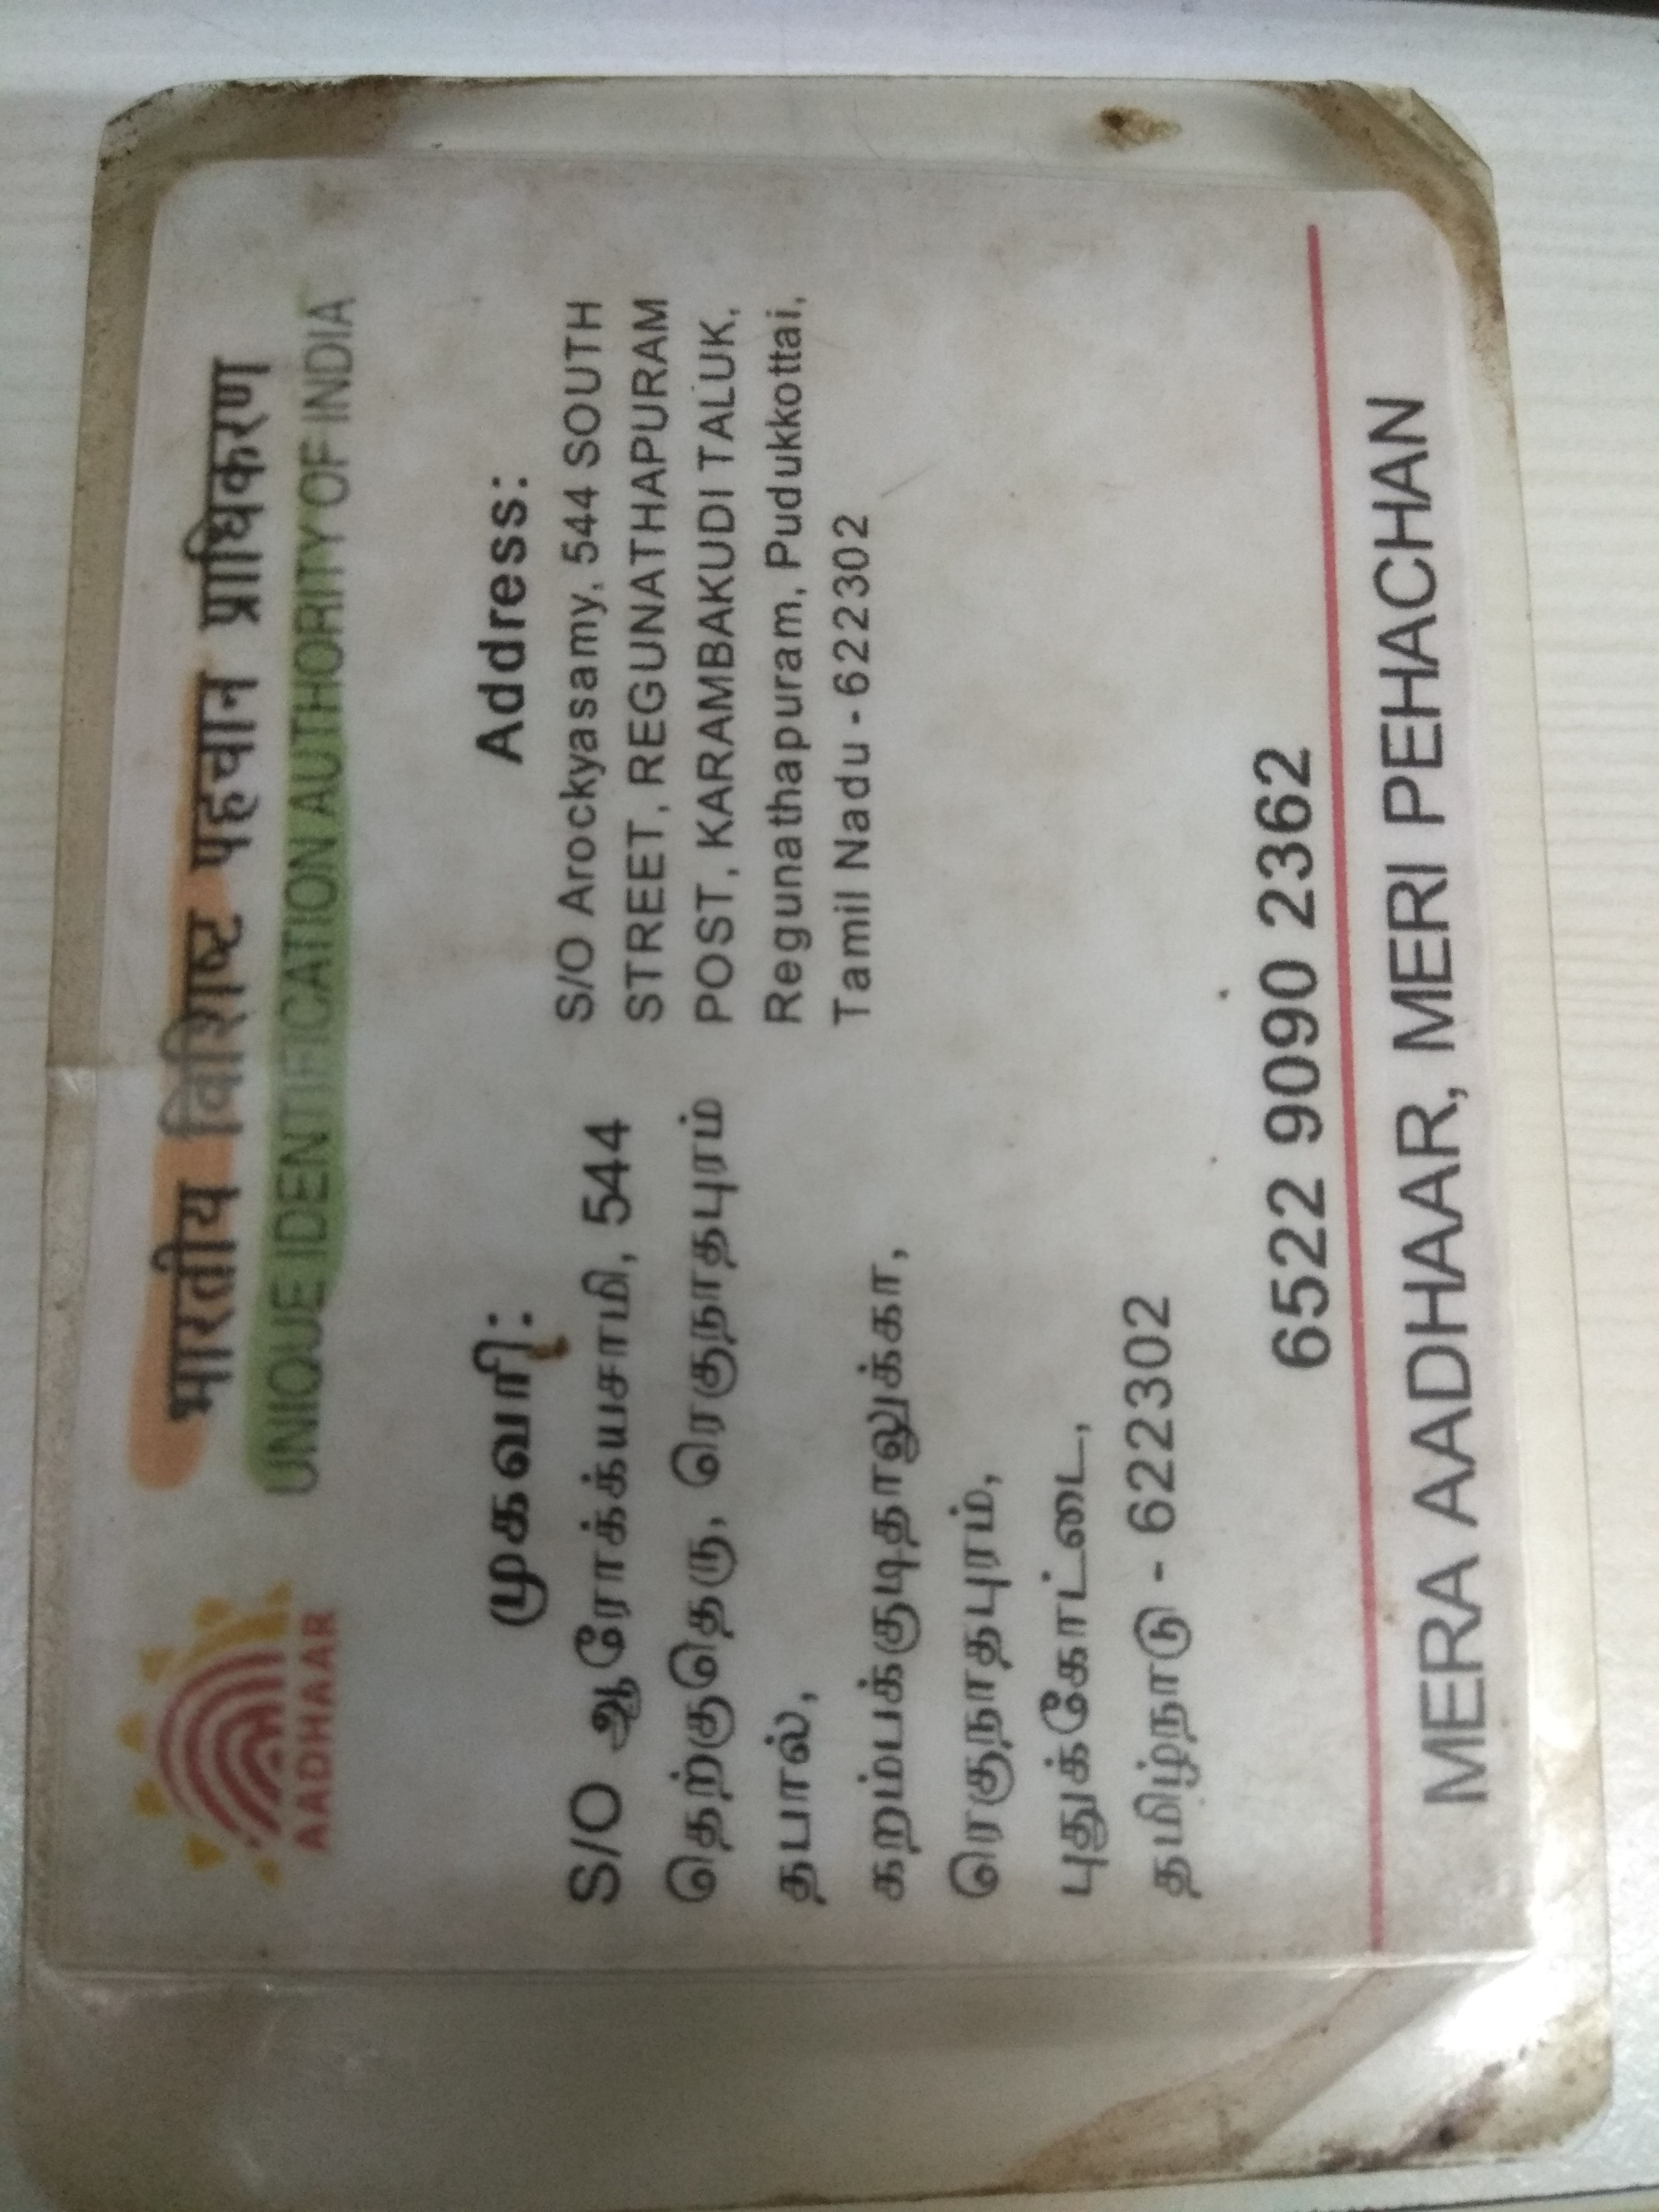 भारतीय विशिष्ट पहचान प्राधिकरण
UNIQUE IDENTIFICATION AUTHORITY OF INDIA
AADHAAR
முகவரி:
S/O ஆரோக்க்யசாமி, 544
தெற்குதெரு, ரெகுநாதபுரம்
தபால்,
கறம்பக்குடிதாலுக்கா,
ரெகுநாதபுரம்,
புதுக்கோட்டை,
தமிழ்நாடு - 622302
Address:
S/O Arockyasamy, 544 SOUTH
STREET, REGUNATHAPURAM
POST, KARAMBAKUDI TALUK,
Regunathapuram, Pudukkottai,
Tamil Nadu - 622302
6522 9090 2362
MERA AADHAAR, MERI PEHACHAN